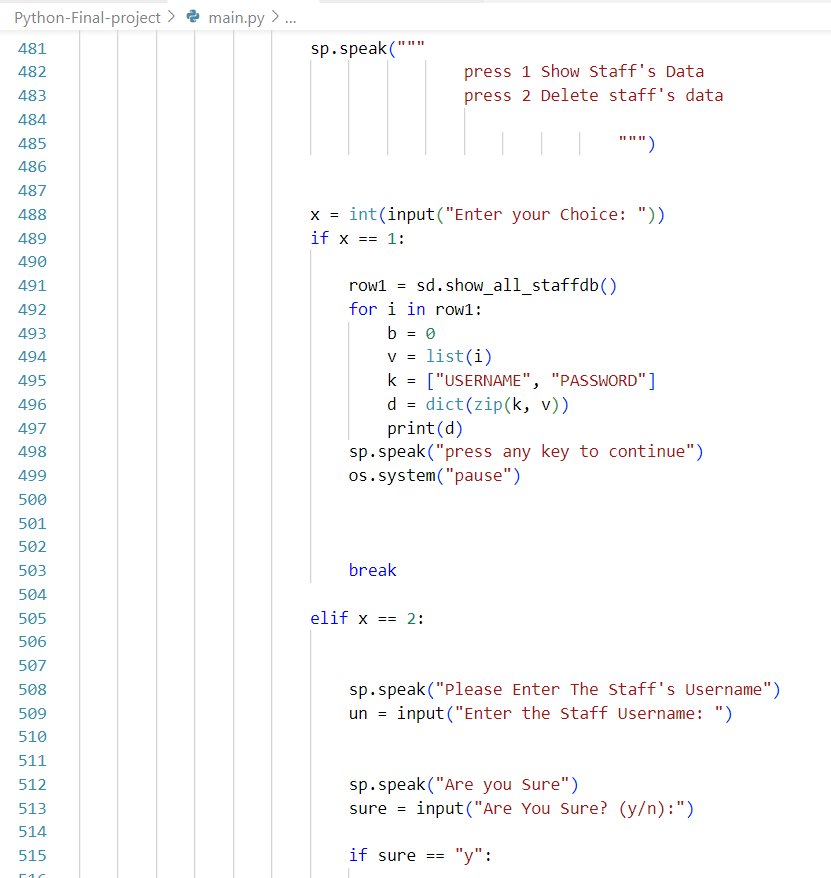 Python-Final-project > main.py > ...
481 sp.speak("""
482 press 1 Show Staff's Data
483 press 2 Delete staff's data
484
485 """)
486
487
488 x = int(input("Enter your Choice: "))
489 if x == 1:
490
491 row1 = sd.show_all_staffdb()
492 for i in row1:
493 b = 0
494 v = list(i)
495 k = ["USERNAME", "PASSWORD"]
496 d = dict(zip(k, v))
497 print(d)
498 sp.speak("press any key to continue")
499 os.system("pause")
500
501
502
503 break
504
505 elif x == 2:
506
507
508 sp.speak("Please Enter The Staff's Username")
509 un = input("Enter the Staff Username: ")
510
511
512 sp.speak("Are you Sure")
513 sure = input("Are You Sure? (y/n):")
514
515 if sure == "y":
516